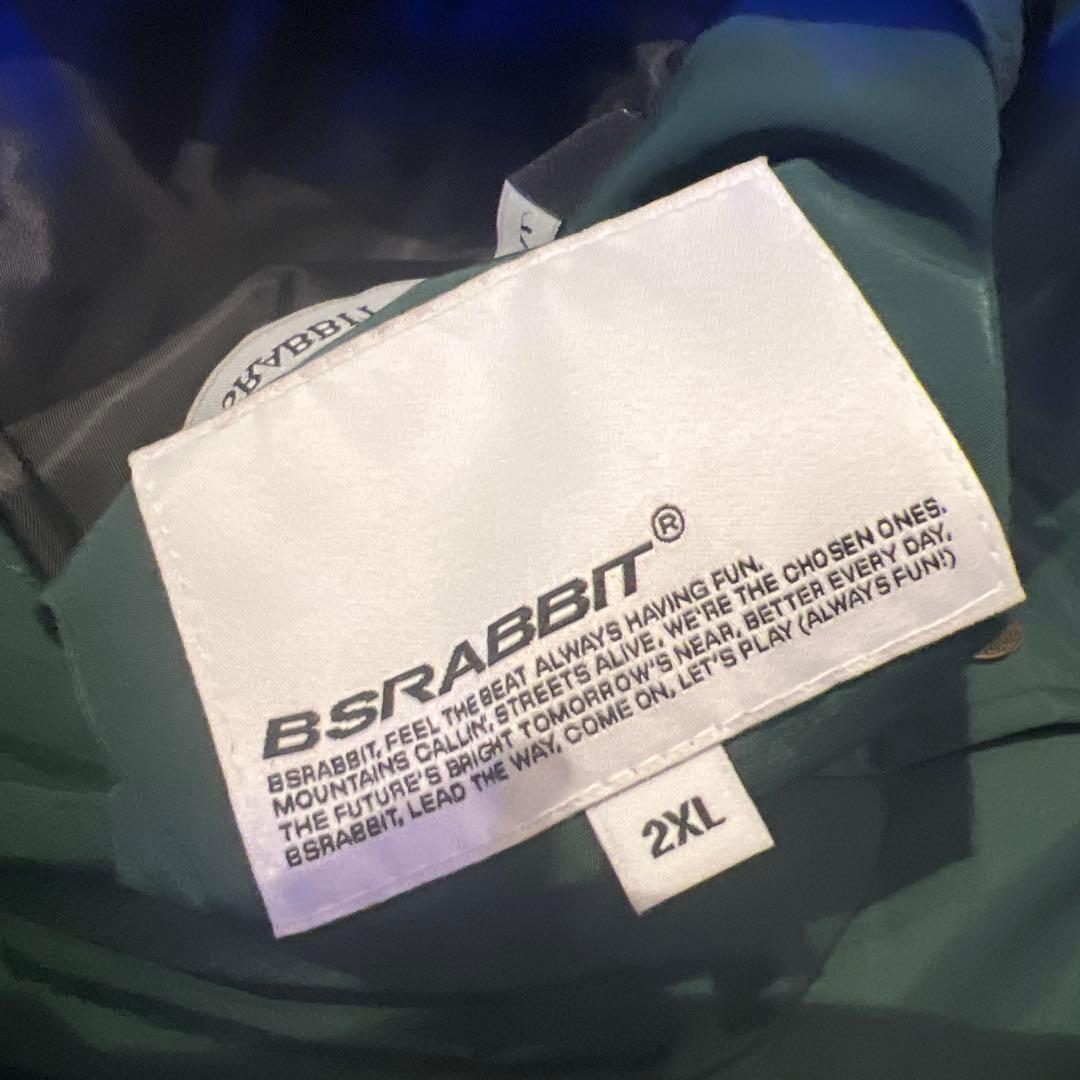 SRABBIT
BSRABBIT®
BSRABBIT, FEEL THE BEAT ALWAYS HAVING FUN.
MOUNTAINS CALLIN', STREETS ALIVE, WE'RE THE CHOSEN ONES.
THE FUTURE'S BRIGHT TOMORROW'S NEAR, BETTER EVERY DAY.
BSRABBIT, LEAD THE WAY, COME ON, LET'S PLAY (ALWAYS FUN!)
2XL